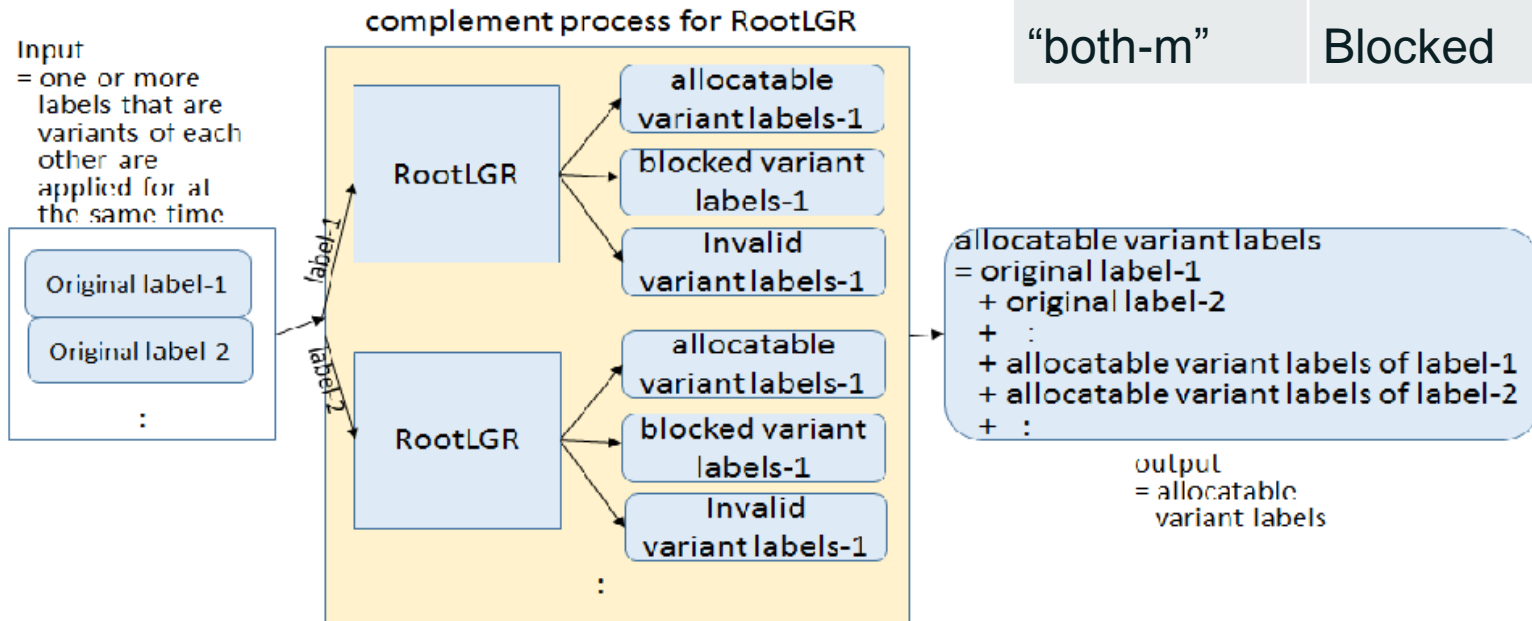 complement process for RootLGR
“both-m” Blocked
Input
= one or more
labels that are
variants of each
other are
applied for at
the same time
Original label-1
Original label 2
:
label-1
label-2
RootLGR
allocatable
variant labels-1
blocked variant
labels-1
Invalid
variant labels-1
RootLGR
allocatable
variant labels-1
blocked variant
labels-1
Invalid
variant labels-1
:
allocatable variant labels
= original label-1
+ original label-2
+ :
+ allocatable variant labels of label-1
+ allocatable variant labels of label-2
+ :
output
= allocatable
variant labels